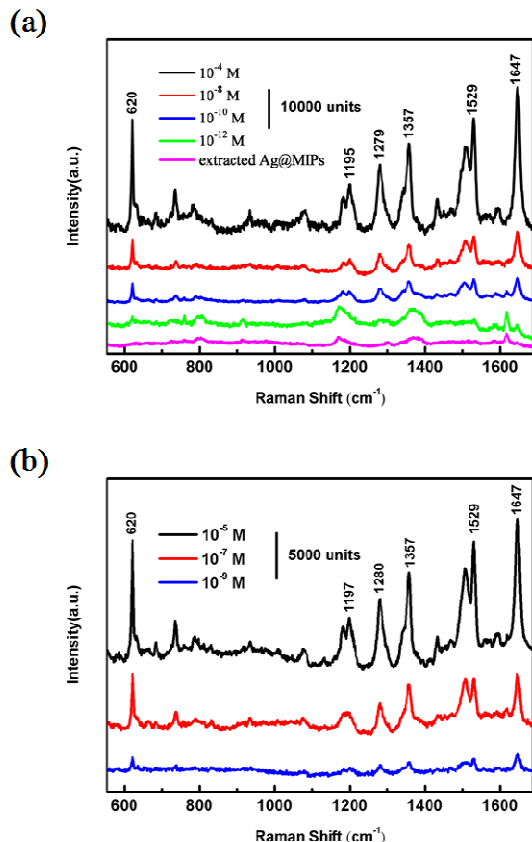 (a)
Intensity(a.u.)
620
10⁻⁴ M
10⁻⁸ M
10⁻¹⁰ M
10⁻¹² M
extracted Ag@MIPs
10000 units
1195
1279
1357
1529
1647
600 800 1000 1200 1400 1600
Raman Shift (cm⁻¹)
(b)
Intensity(a.u.)
620
10⁻⁵ M
10⁻⁷ M
10⁻⁹ M
5000 units
1197
1280
1357
1529
1647
600 800 1000 1200 1400 1600
Raman Shift (cm⁻¹)